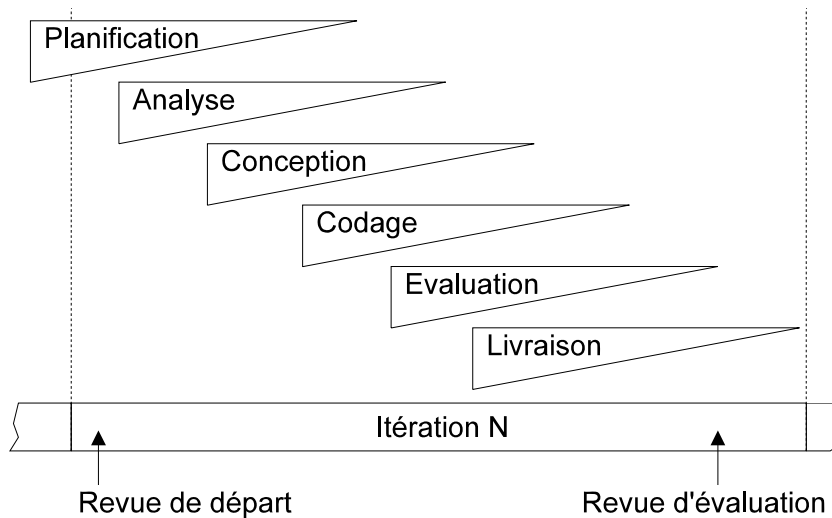 Planification
Analyse
Conception
Codage
Evaluation
Livraison
Itération N
Revue de départ
Revue d'évaluation